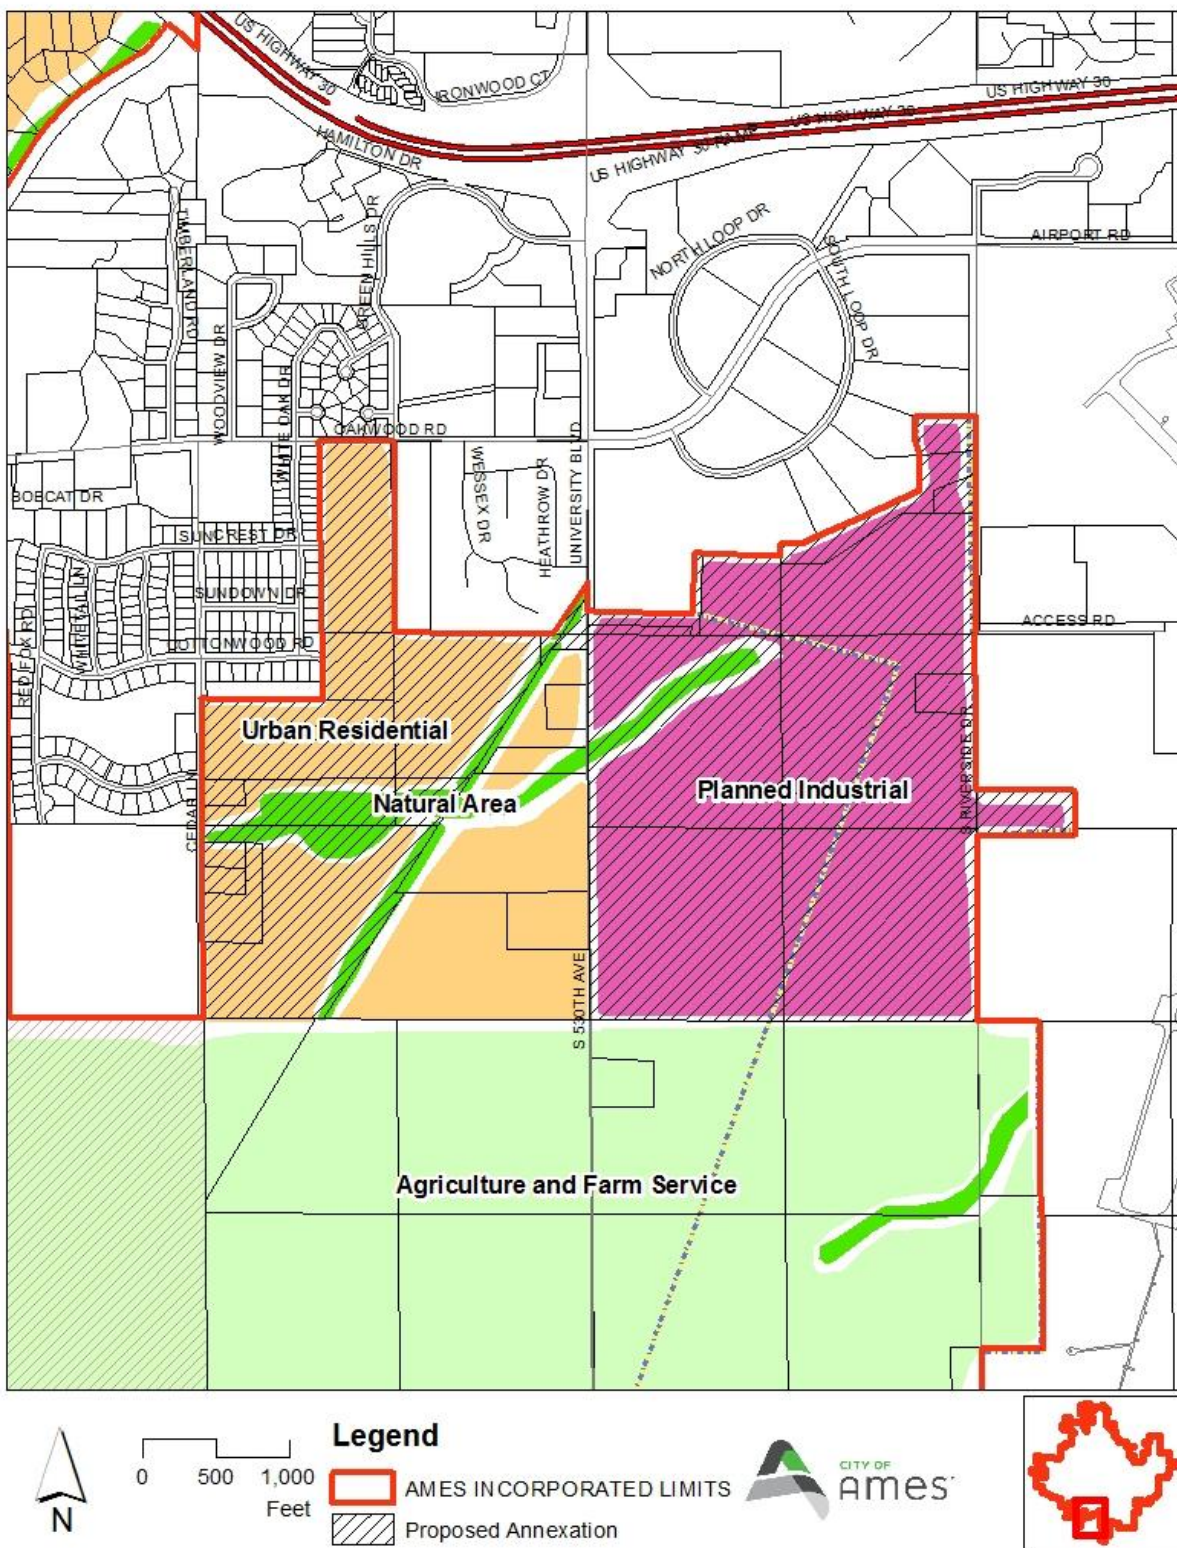 US HIGHWAY 30
IRONWOOD CT
US HIGHWAY 30
US HIGHWAY 30
HAMILTON DR
US HIGHWAY 30 RAMP
TIMBERLAND RD
GREEN HILLS DR
NORTH LOOP DR
SOUTH LOOP DR
AIRPORT RD
WOODVIEW DR
WHITE OAK DR
OAKWOOD RD
WESSEX DR
HEATHROW DR
UNIVERSITY BLVD
BOBCAT DR
SUNCREST DR
SUNDOWN DR
COTTONWOOD RD
RED FOX RD
WHITETAIL LN
ACCESS RD
Urban Residential
Natural Area
Planned Industrial
S RIVERSIDE DR
CEDAR LN
S 530TH AVE
Agriculture and Farm Service
N
0 500 1,000
Feet
Legend
AMES INCORPORATED LIMITS
Proposed Annexation
CITY OF
AMES